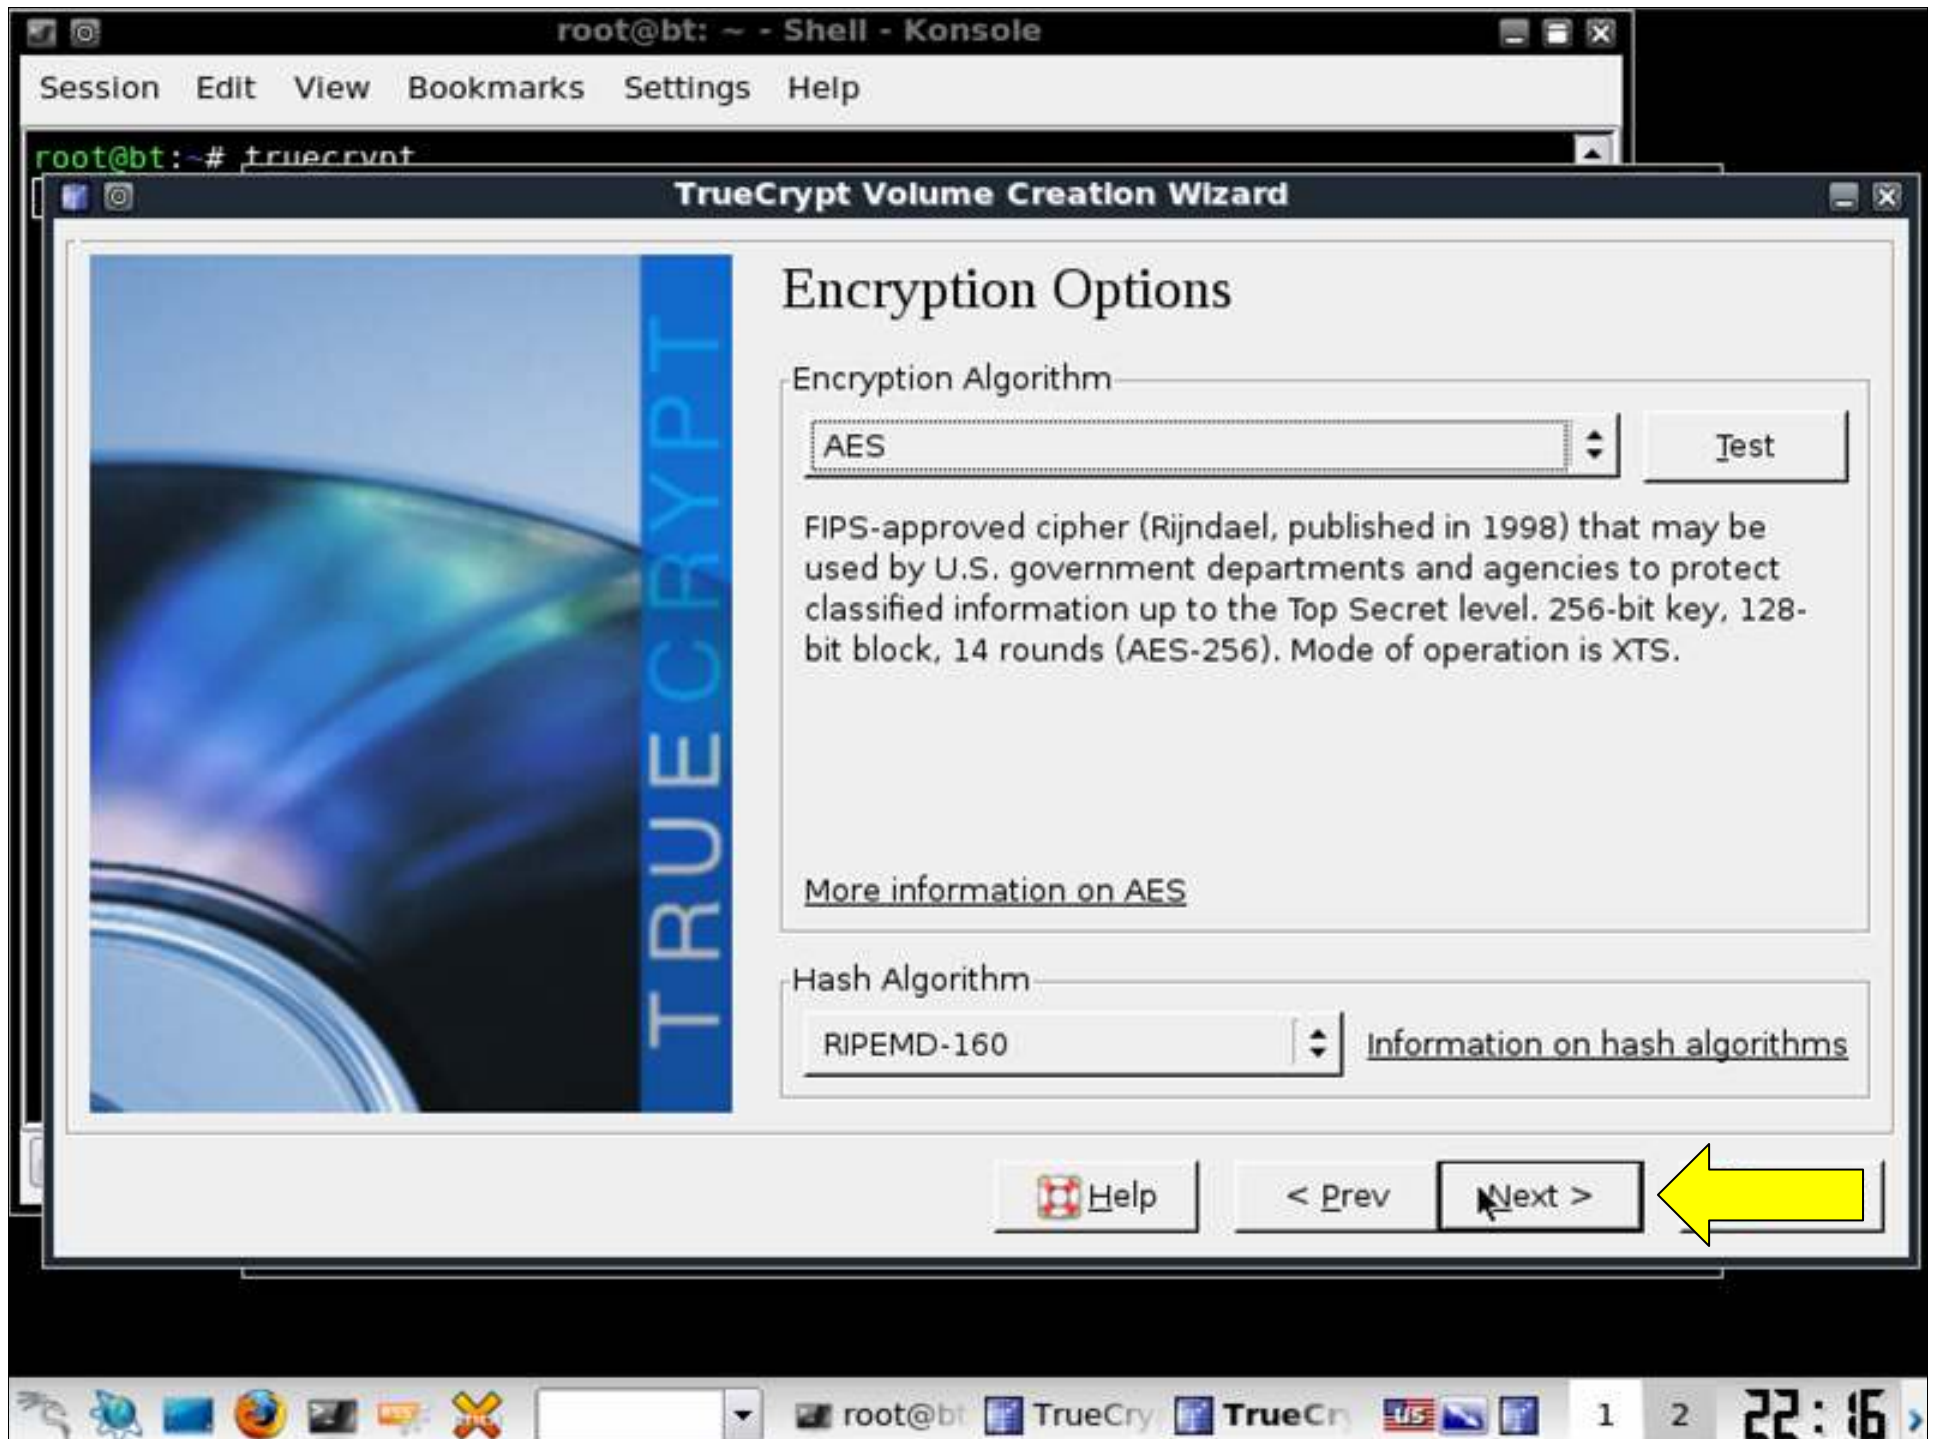 root@bt: ~ - Shell - Konsole
Session Edit View Bookmarks Settings Help
root@bt:~# truecrypt
TrueCrypt Volume Creation Wizard
TRUECRYPT
Encryption Options
Encryption Algorithm
AES
Test
FIPS-approved cipher (Rijndael, published in 1998) that may be
used by U.S. government departments and agencies to protect
classified information up to the Top Secret level. 256-bit key, 128-
bit block, 14 rounds (AES-256). Mode of operation is XTS.
More information on AES
Hash Algorithm
RIPEMD-160
Information on hash algorithms
Help < Prev Next >
root@bt TrueCry TrueCr us 1 2 22:16